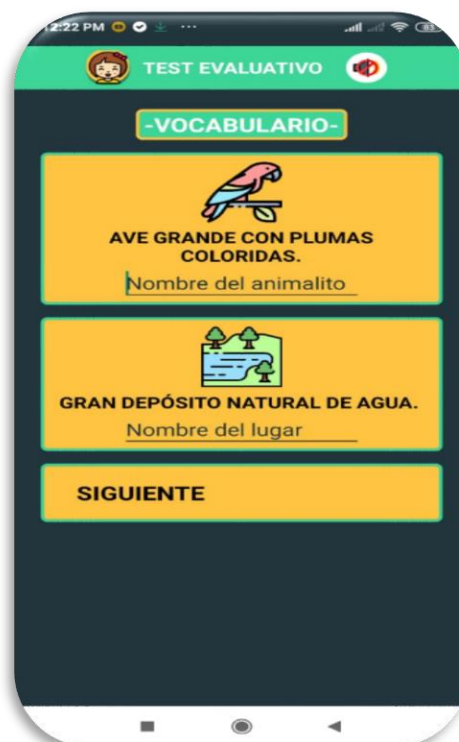 2:22 PM
TEST EVALUATIVO
-VOCABULARIO-
AVE GRANDE CON PLUMAS
COLORIDAS.
Nombre del animalito
GRAN DEPÓSITO NATURAL DE AGUA.
Nombre del lugar
SIGUIENTE